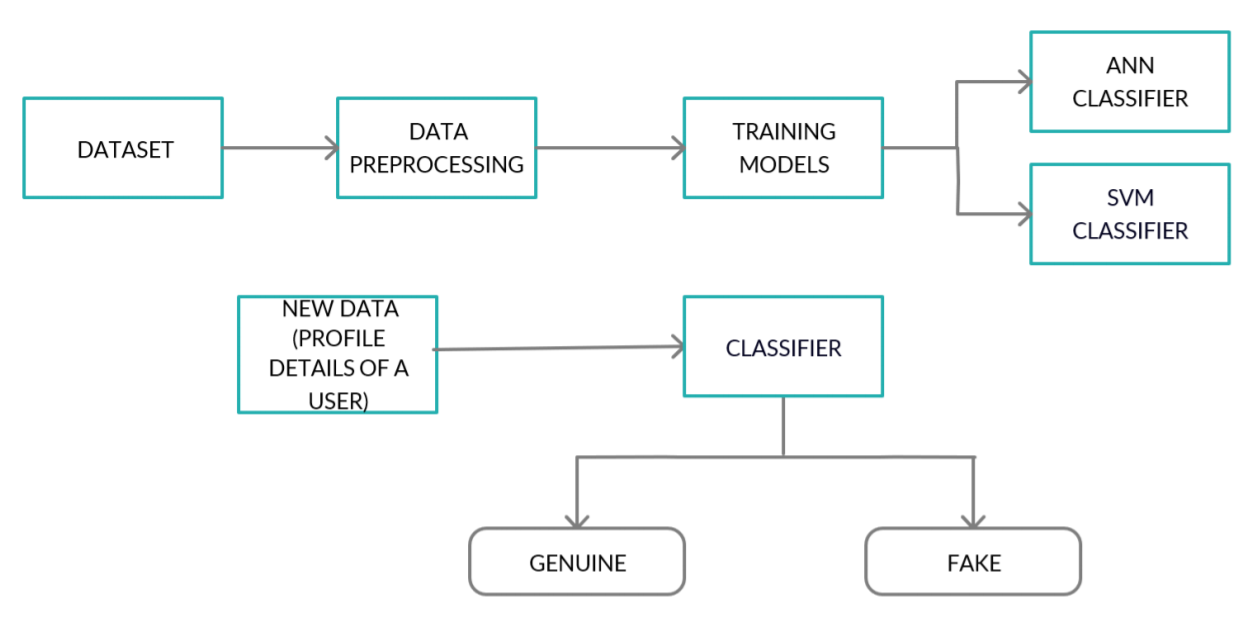 DATASET
DATA
PREPROCESSING
TRAINING
MODELS
ANN
CLASSIFIER
SVM
CLASSIFIER
NEW DATA
(PROFILE
DETAILS OF A
USER)
CLASSIFIER
GENUINE
FAKE